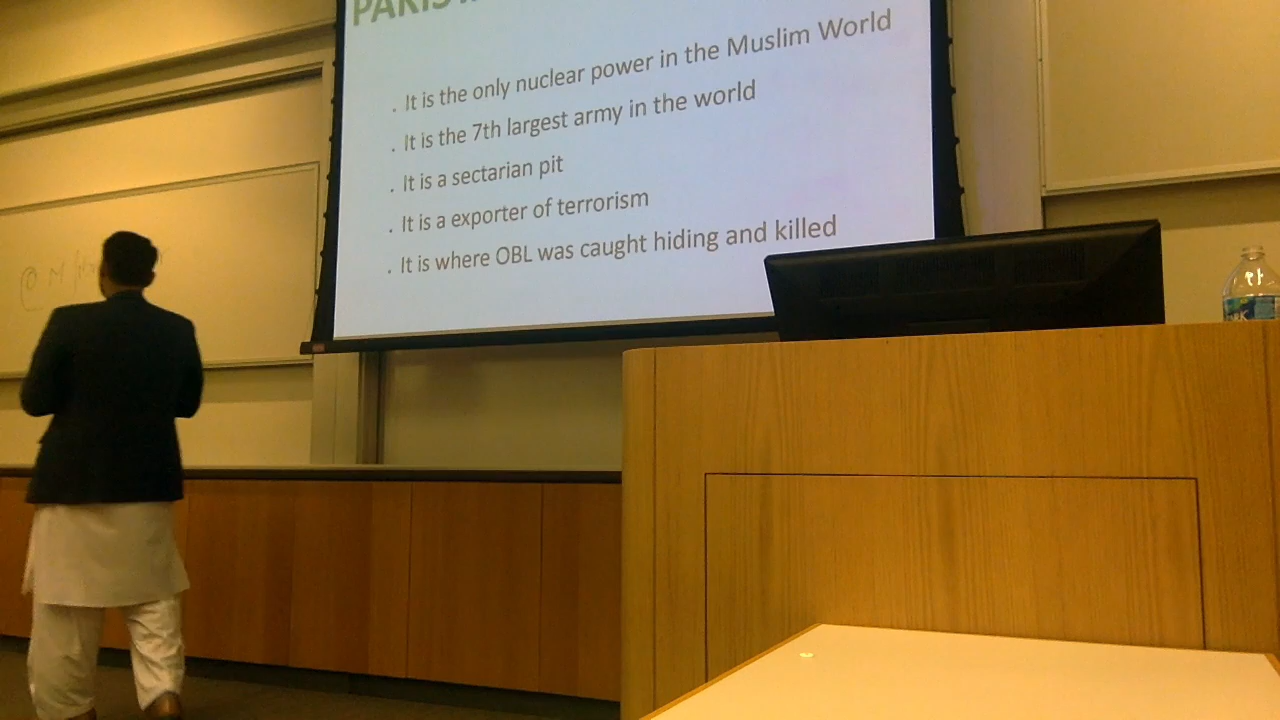 . It is the only nuclear power in the Muslim World
. It is the 7th largest army in the world
. It is a sectarian pit
. It is a exporter of terrorism
. It is where OBL was caught hiding and killed